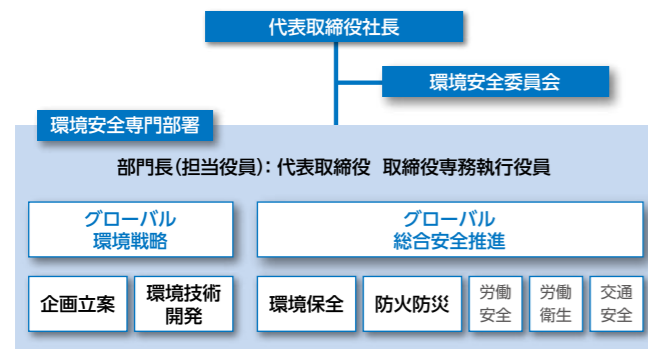 代表取締役社長
環境安全委員会
環境安全専門部署
部門長(担当役員): 代表取締役 取締役専務執行役員
グローバル
環境戦略
グローバル
総合安全推進
企画立案
環境技術
開発
環境保全
防火防災
労働
安全
労働
衛生
交通
安全